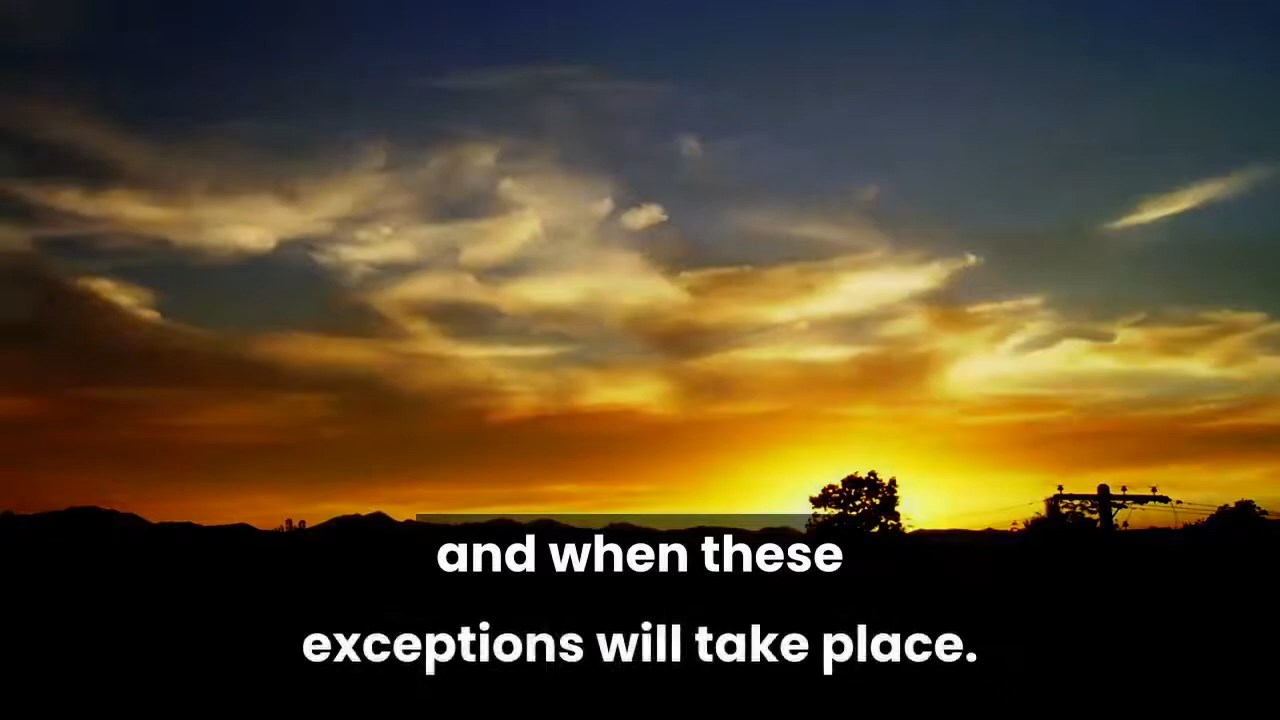 and when these
exceptions will take place.